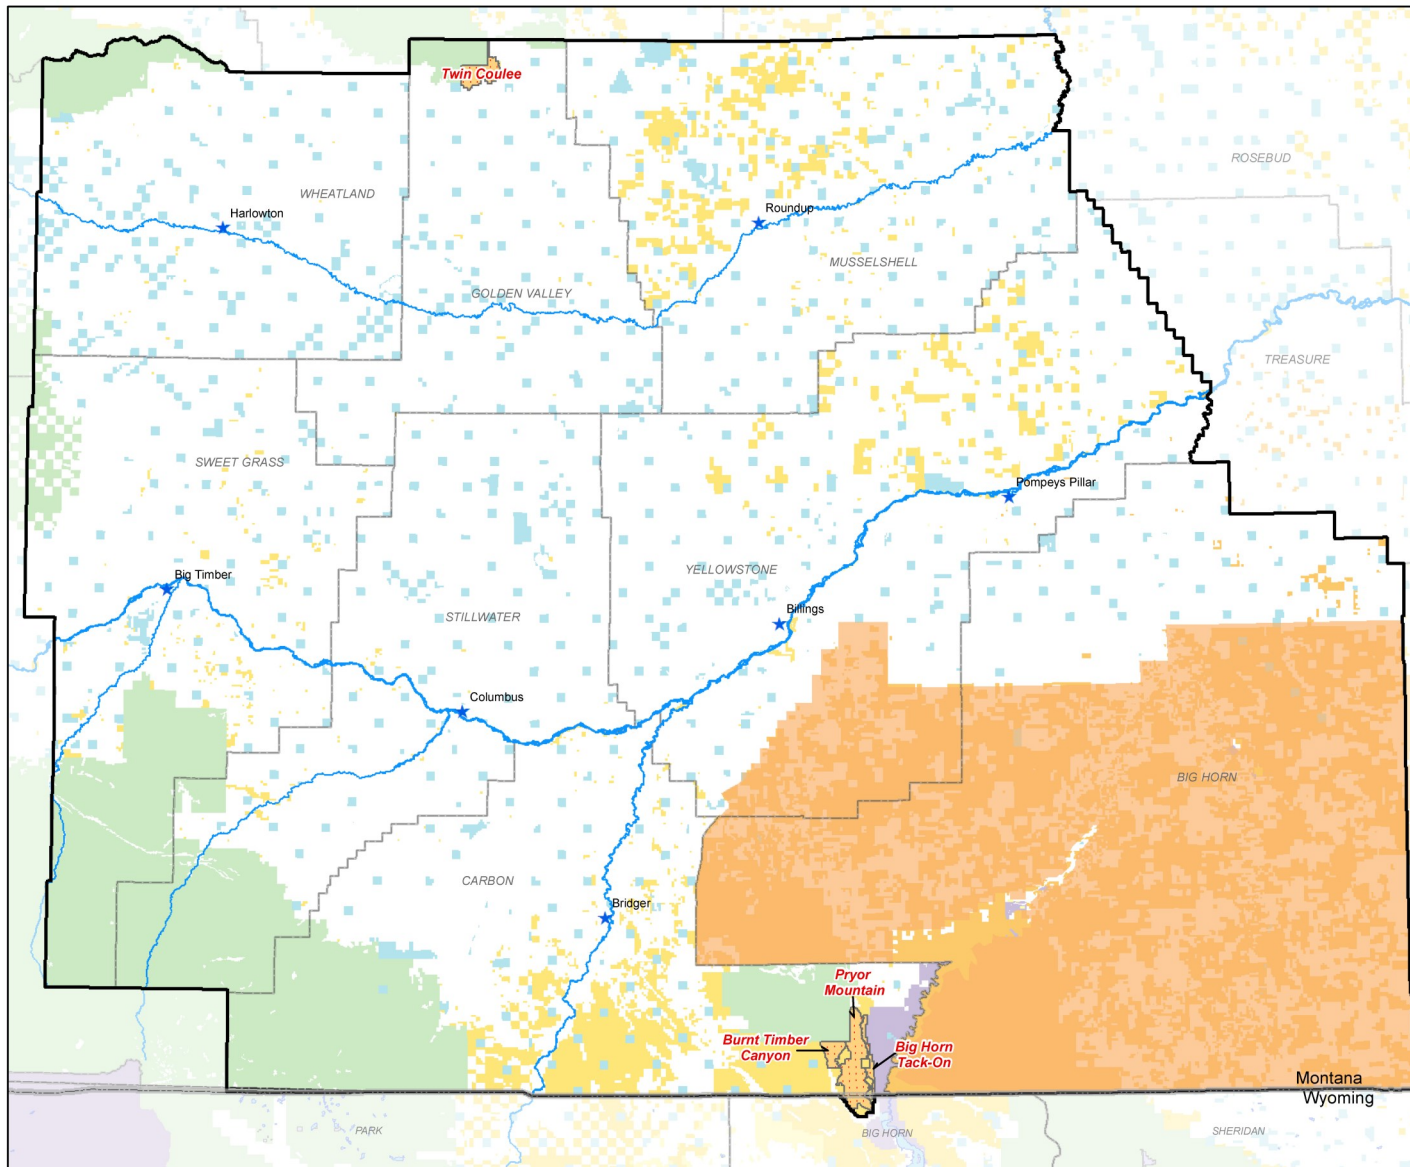 Twin Coulee
ROSEBUD
WHEATLAND
Harlowton
Roundup
MUSSELSHELL
GOLDEN VALLEY
TREASURE
SWEET GRASS
Pompeys Pillar
Big Timber
YELLOWSTONE
Billings
STILLWATER
Columbus
BIG HORN
CARBON
Bridger
Pryor
Mountain
Burnt Timber
Canyon
Big Horn
Tack-On
Montana
Wyoming
PARK
BIG HORN
SHERIDAN